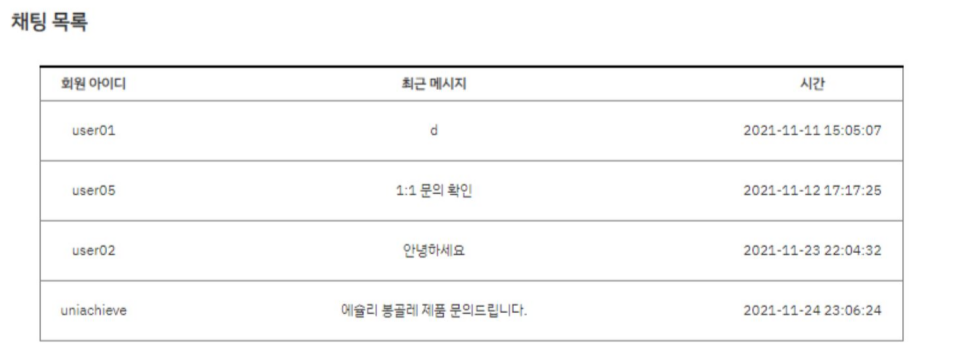 채팅 목록
회원 아이디 최근 메시지 시간
user01 d 2021-11-11 15:05:07
user05 1:1 문의 확인 2021-11-12 17:17:25
user02 안녕하세요 2021-11-23 22:04:32
uniachieve 에슐리 봉골레 제품 문의드립니다. 2021-11-24 23:06:24